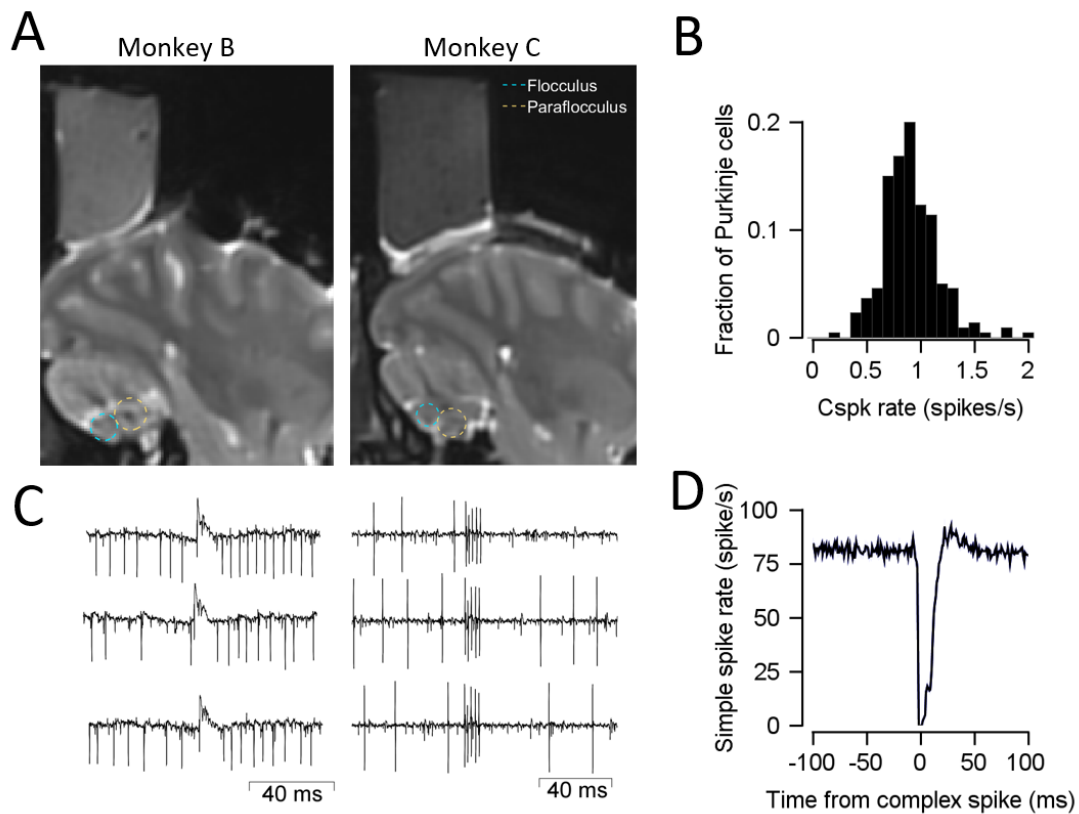 A
Monkey B
Monkey C
Flocculus
Paraflocculus
B
Fraction of Purkinje cells
0.2
0.1
0
0 0.5 1 1.5 2
Cspk rate (spikes/s)
C
40 ms
40 ms
D
Simple spike rate (spike/s)
100
75
50
25
0
-100 -50 0 50 100
Time from complex spike (ms)